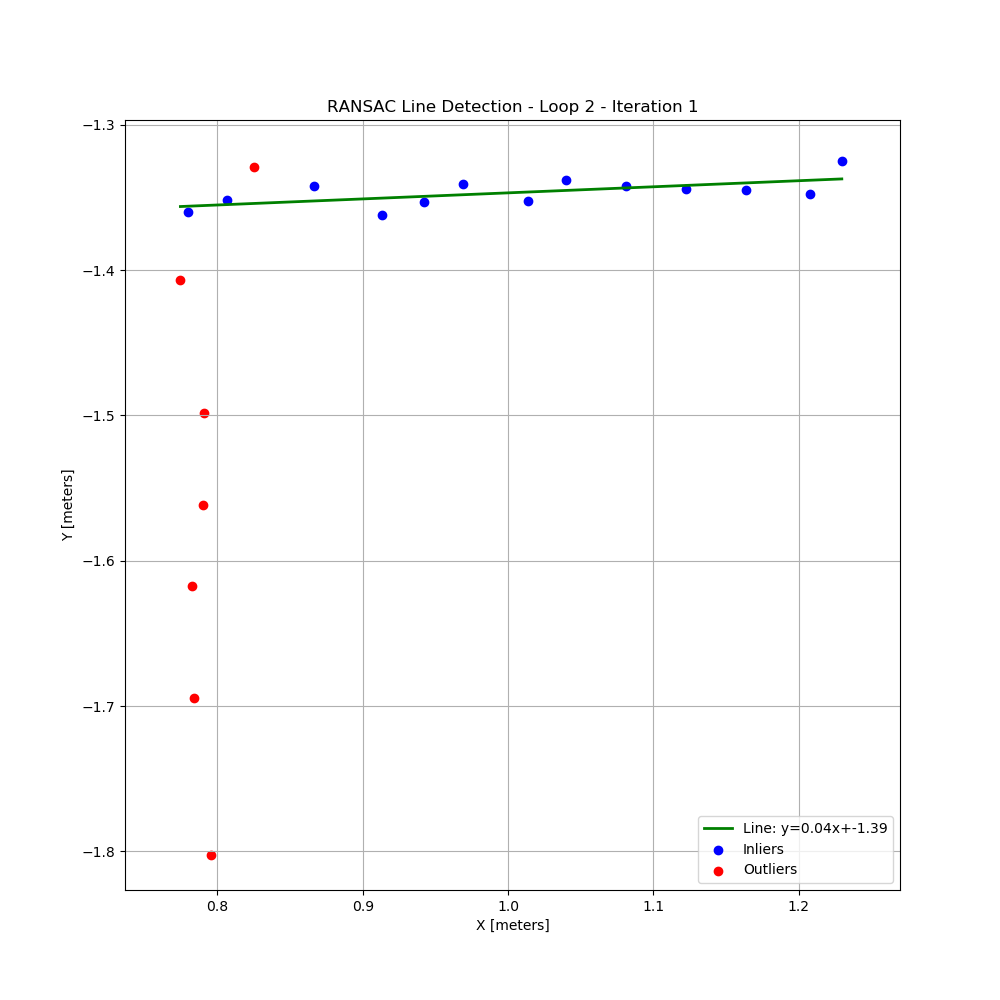 RANSAC Line Detection - Loop 2 - Iteration 1
−1.3
−1.4
−1.5
−1.6
−1.7
−1.8
Y [meters]
0.8 0.9 1.0 1.1 1.2
X [meters]
Line: y=0.04x+-1.39
Inliers
Outliers